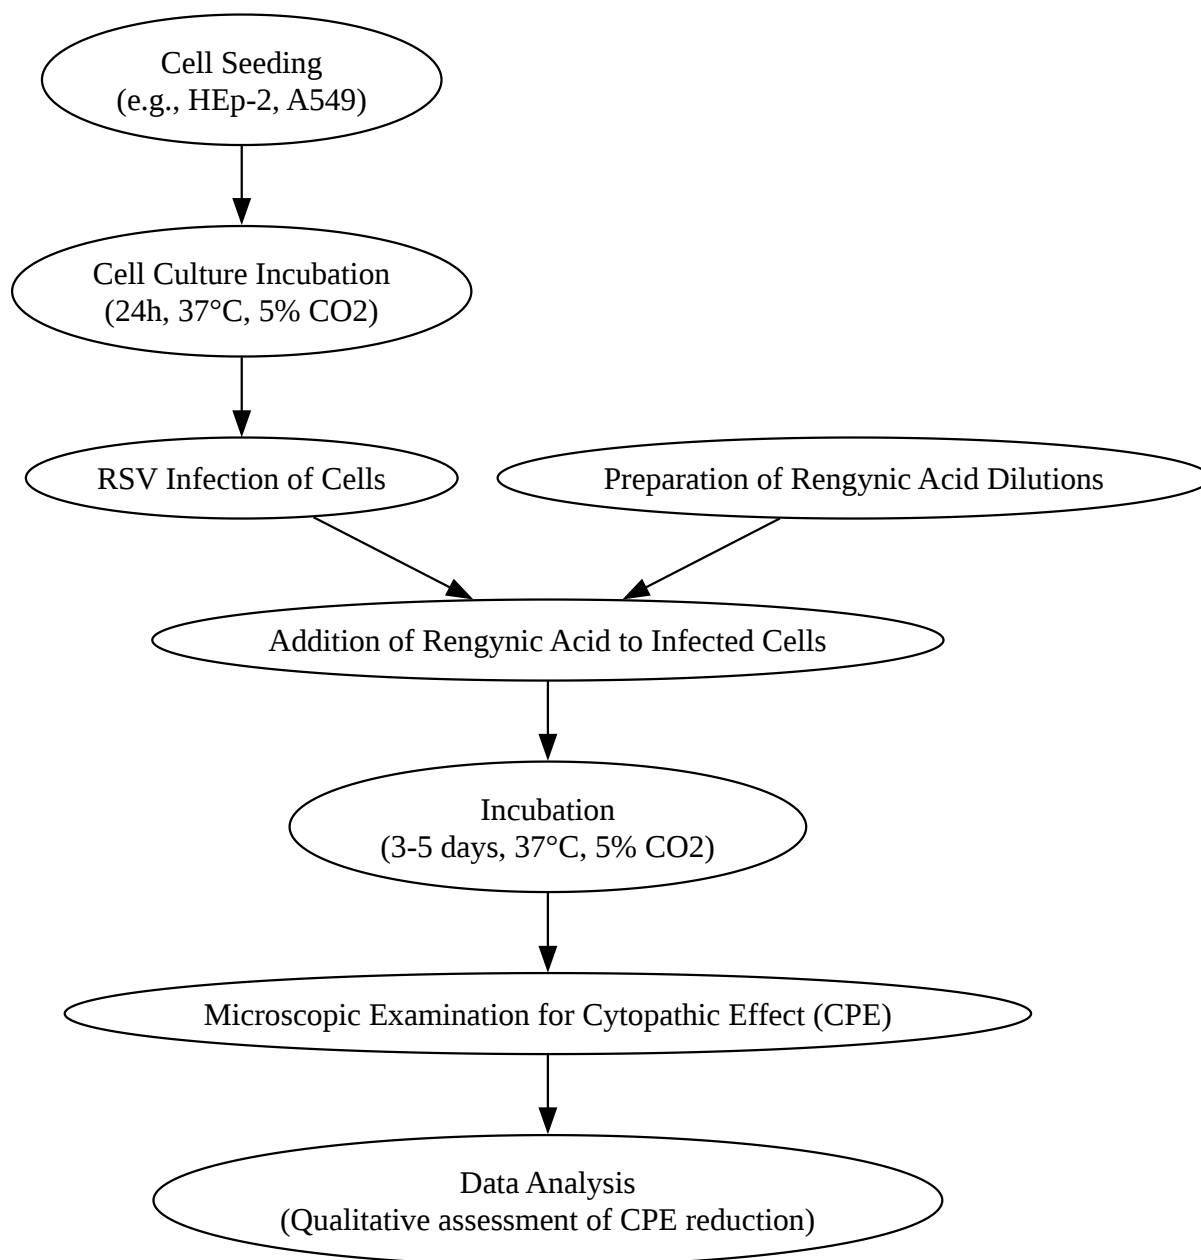 Cell Seeding
(e.g., HEp-2, A549)
Cell Culture Incubation
(24h, 37°C, 5% CO2)
RSV Infection of Cells
Preparation of Rengynic Acid Dilutions
Addition of Rengynic Acid to Infected Cells
Incubation
(3-5 days, 37°C, 5% CO2)
Microscopic Examination for Cytopathic Effect (CPE)
Data Analysis
(Qualitative assessment of CPE reduction)